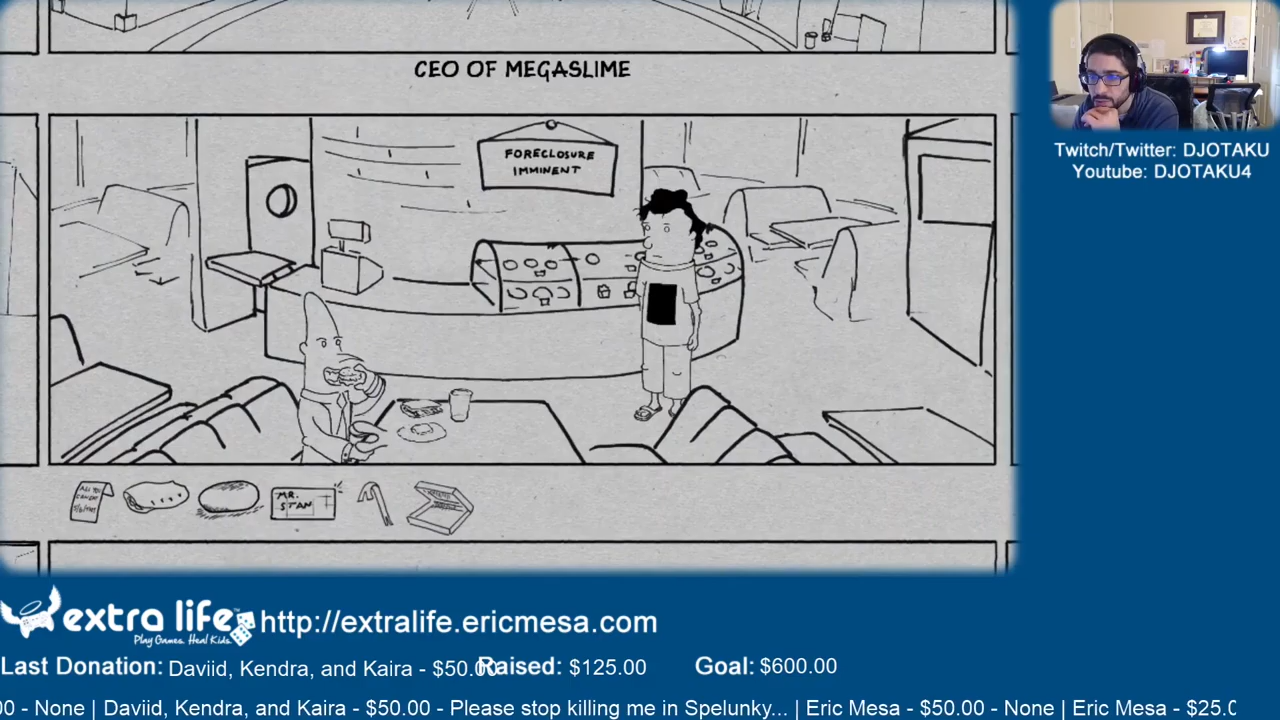 CEO OF MEGASLIME
FORECLOSURE
IMMINENT
MR.
STAN
Twitch/Twitter: DJOTAKU
Youtube: DJOTAKU4
extra life
Play Games. Heal Kids.
http://extralife.ericmesa.com
Last Donation: Daviid, Kendra, and Kaira - $50.00 Raised: $125.00 Goal: $600.00
00 - None | Daviid, Kendra, and Kaira - $50.00 - Please stop killing me in Spelunky... | Eric Mesa - $50.00 - None | Eric Mesa - $25.0